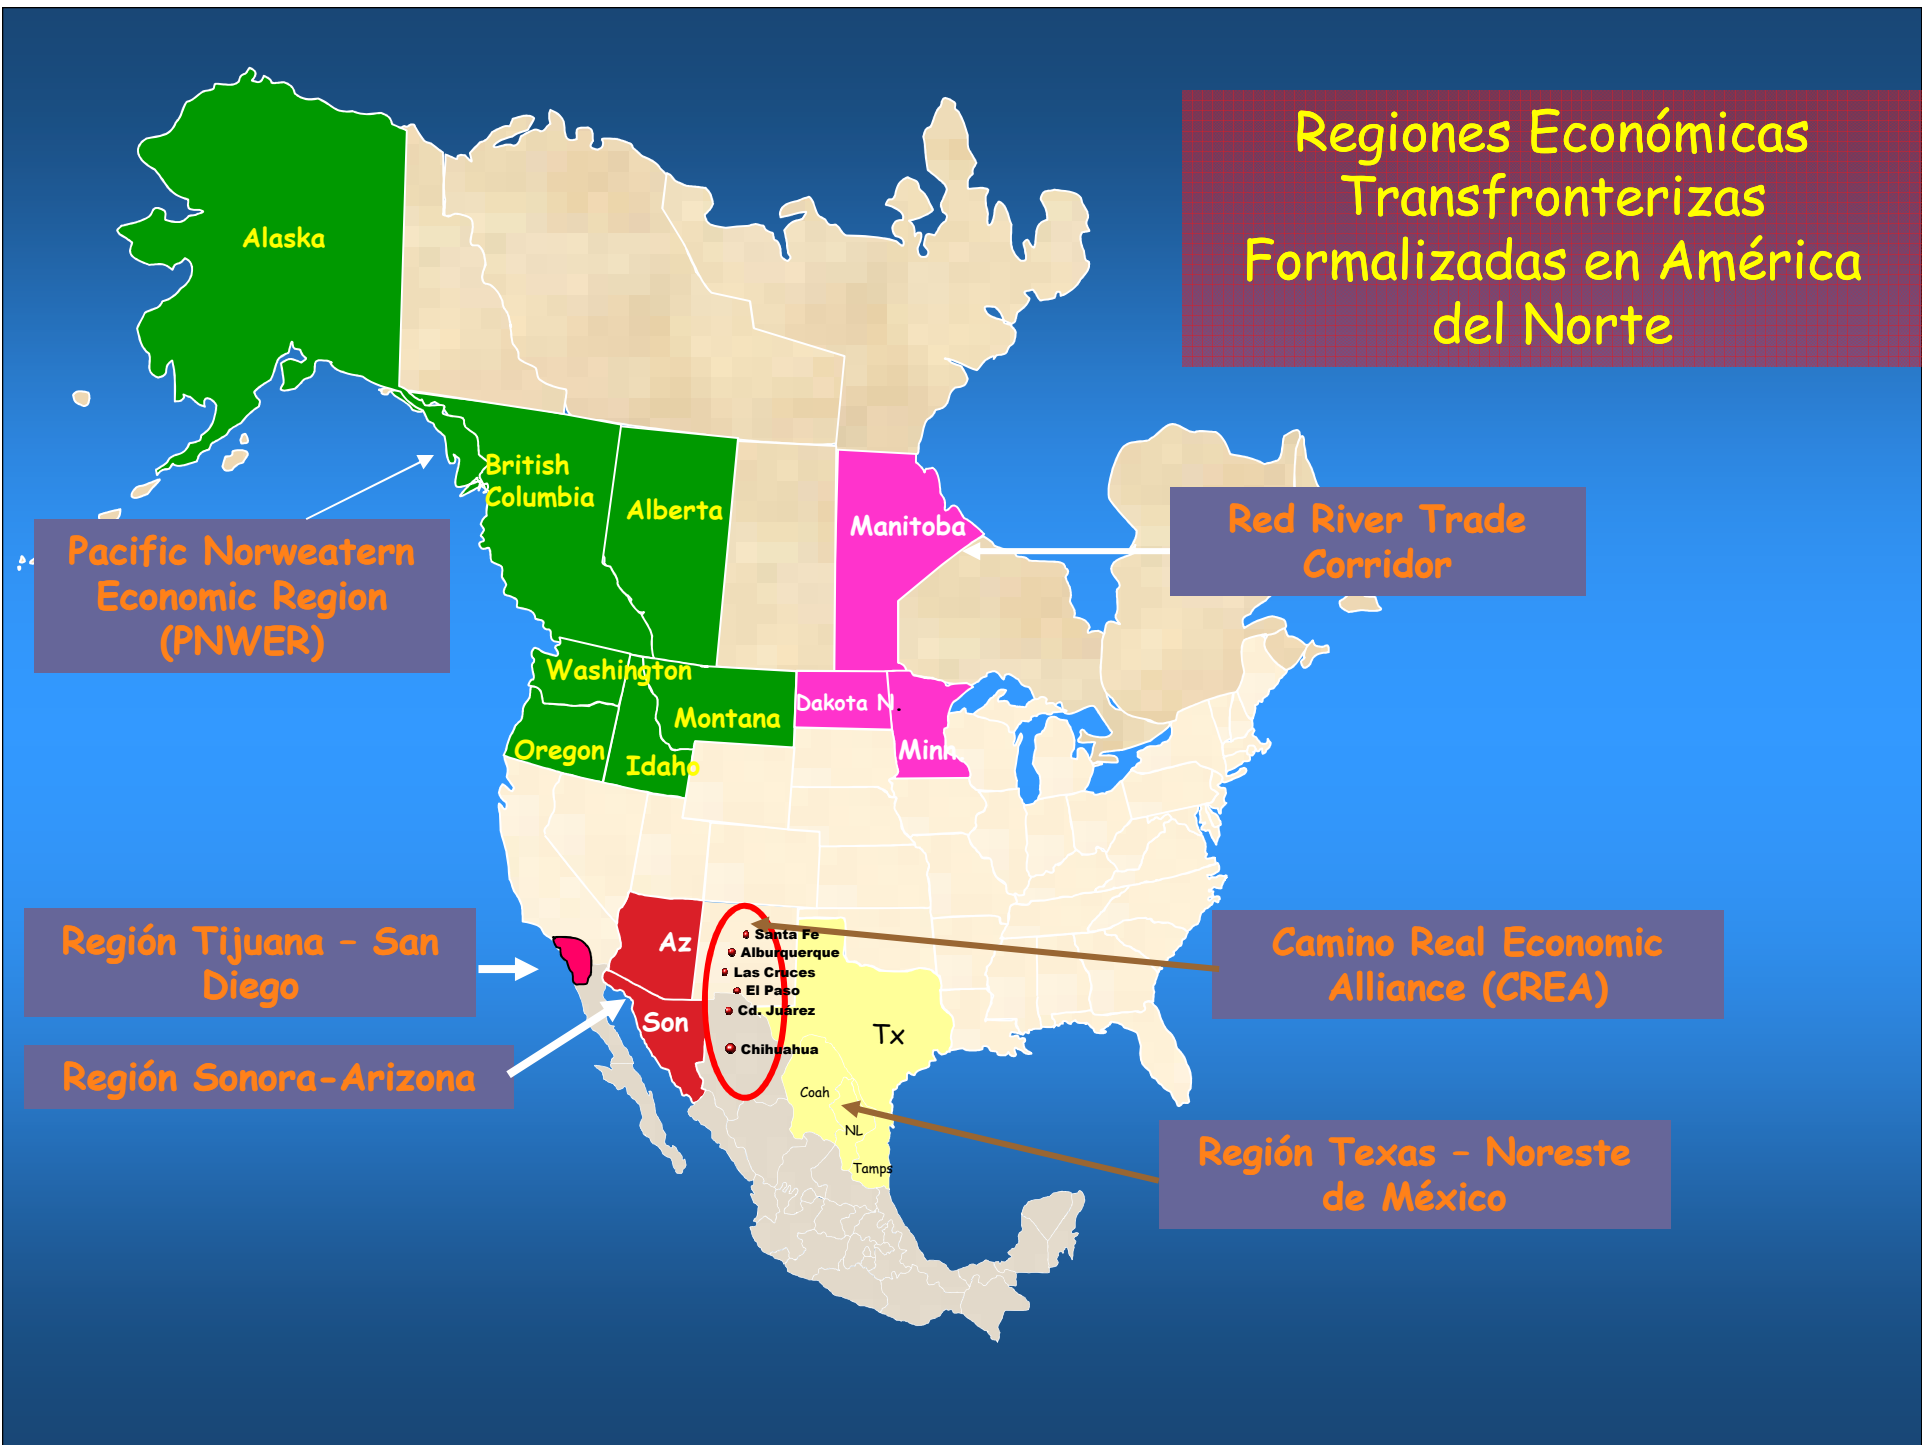 Regiones Económicas
Transfronterizas
Formalizadas en América
del Norte
Alaska
British
Columbia
Alberta
Manitoba
Red River Trade
Corridor
Pacific Norweatern
Economic Region
(PNWER)
Washington
Montana
Dakota N.
Oregon
Idaho
Minn
Región Tijuana – San
Diego
Az
Santa Fe
Alburquerque
Las Cruces
El Paso
Cd. Juárez
Chihuahua
Camino Real Economic
Alliance (CREA)
Son
Tx
Región Sonora-Arizona
Coah
NL
Tamps
Región Texas – Noreste
de México